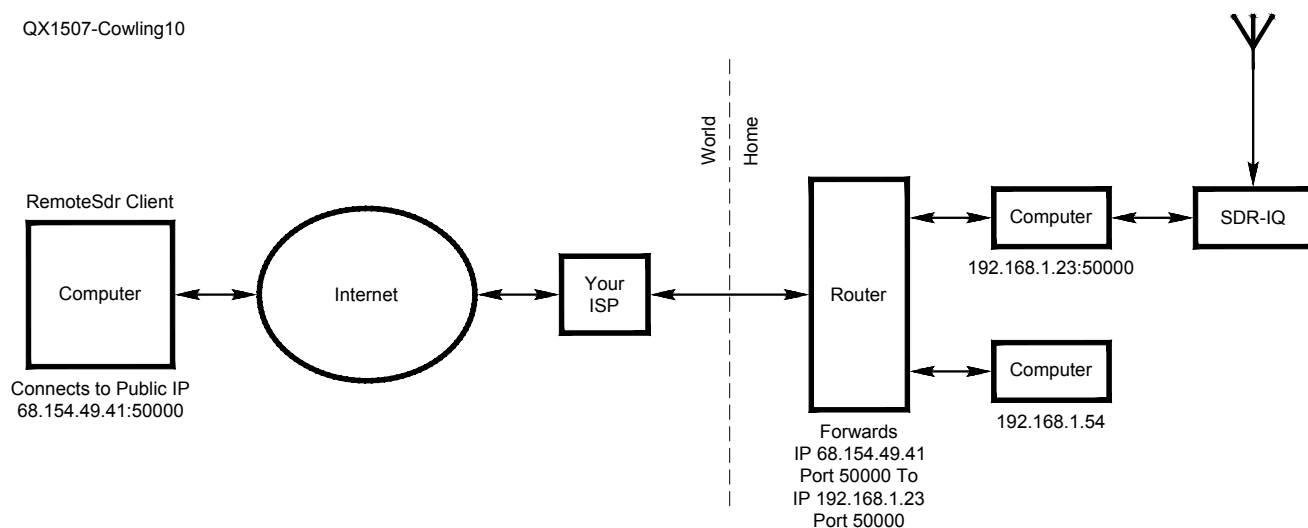 QX1507-Cowling10
World
Home
RemoteSdr Client
Computer
Connects to Public IP
68.154.49.41:50000
Internet
Your
ISP
Router
Forwards
IP 68.154.49.41
Port 50000 To
IP 192.168.1.23
Port 50000
Computer
192.168.1.23:50000
SDR-IQ
Computer
192.168.1.54